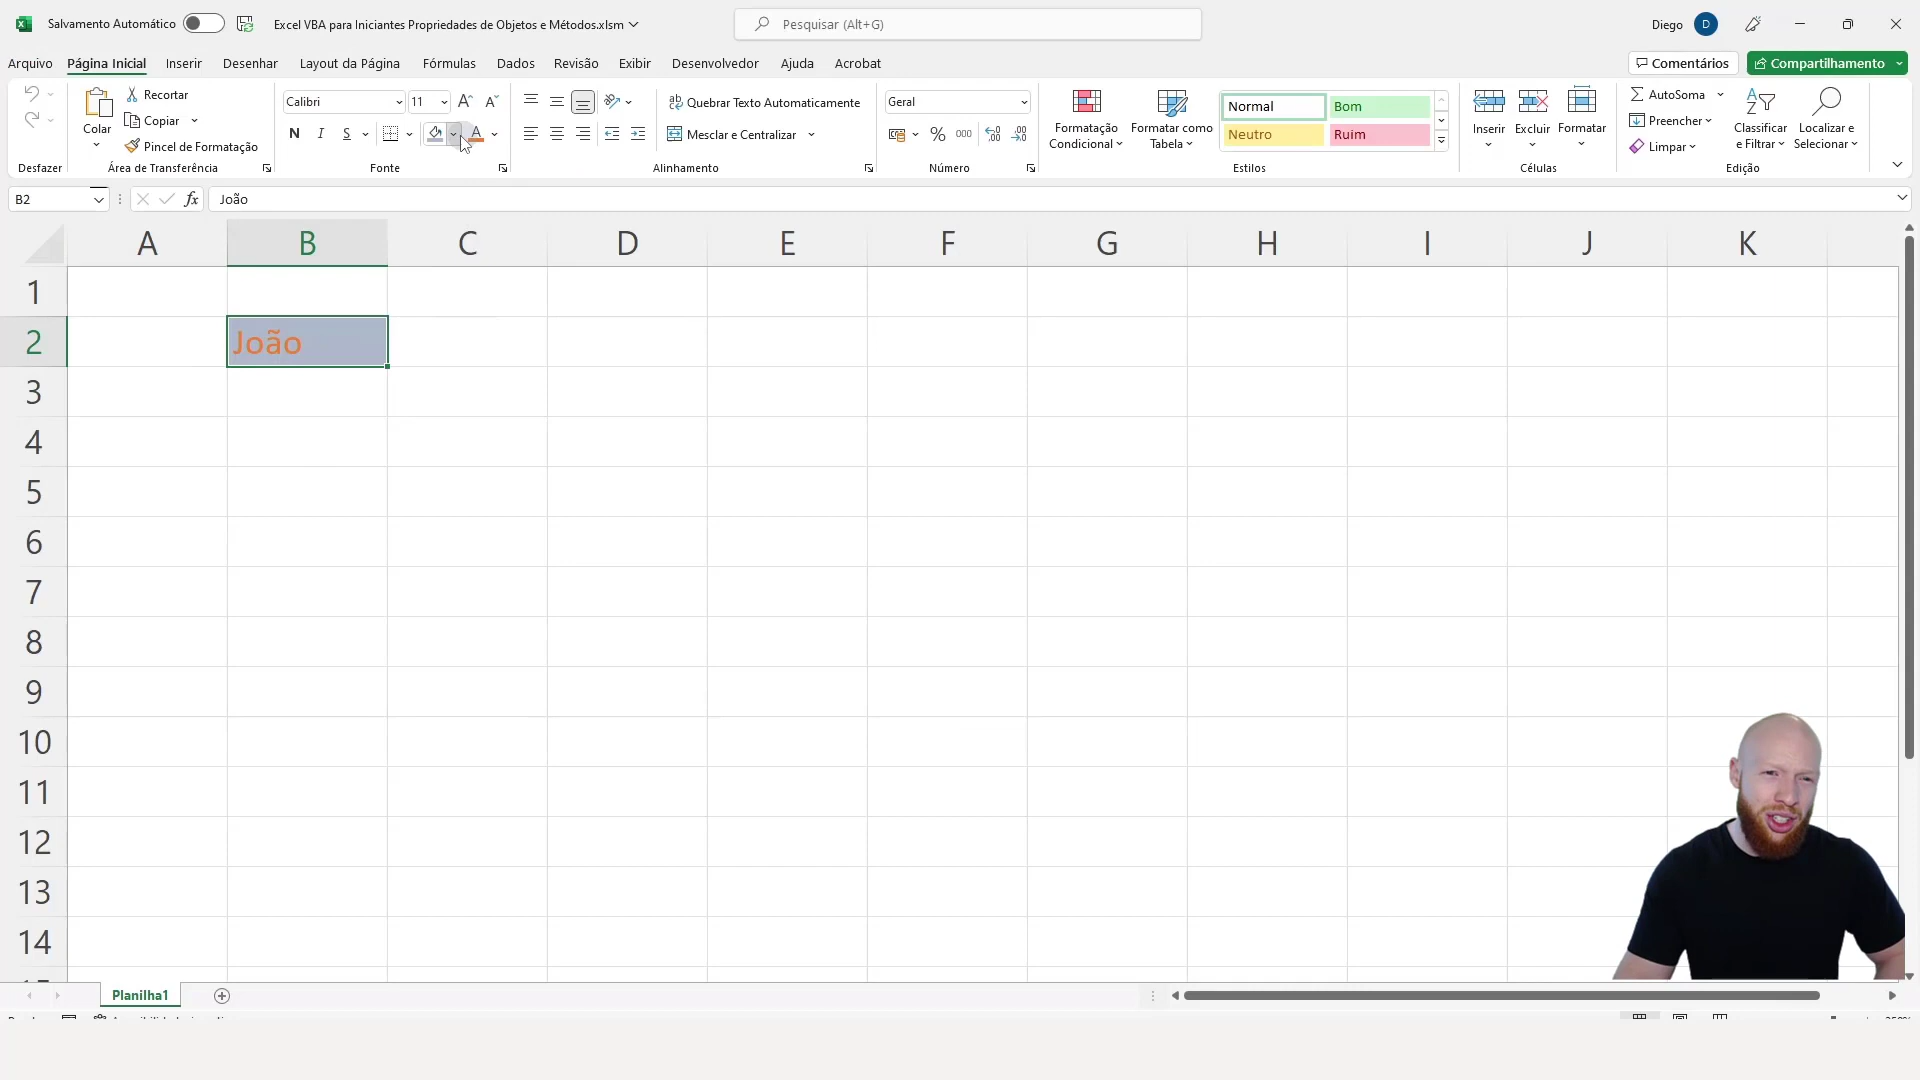 Salvamento Automático
Excel VBA para Iniciantes Propriedades de Objetos e Métodos.xlsm
Pesquisar (Alt+G)
Diego
D
Arquivo
Página Inicial
Inserir
Desenhar
Layout da Página
Fórmulas
Dados
Revisão
Exibir
Desenvolvedor
Ajuda
Acrobat
Comentários
Compartilhamento
Colar
Recortar
Copiar
Pincel de Formatação
Calibri
11
N
I
S
Quebrar Texto Automaticamente
Mesclar e Centralizar
Geral
%
000
Formatação
Condicional
Formatar como
Tabela
Normal
Bom
Neutro
Ruim
Inserir
Excluir
Formatar
AutoSoma
Preencher
Limpar
Classificar
e Filtrar
Localizar e
Selecionar
Desfazer
Área de Transferência
Fonte
Alinhamento
Número
Estilos
Células
Edição
B2
fx
João
A B C D E F G H I J K
1
2
João
3
4
5
6
7
8
9
10
11
12
13
14
Planilha1